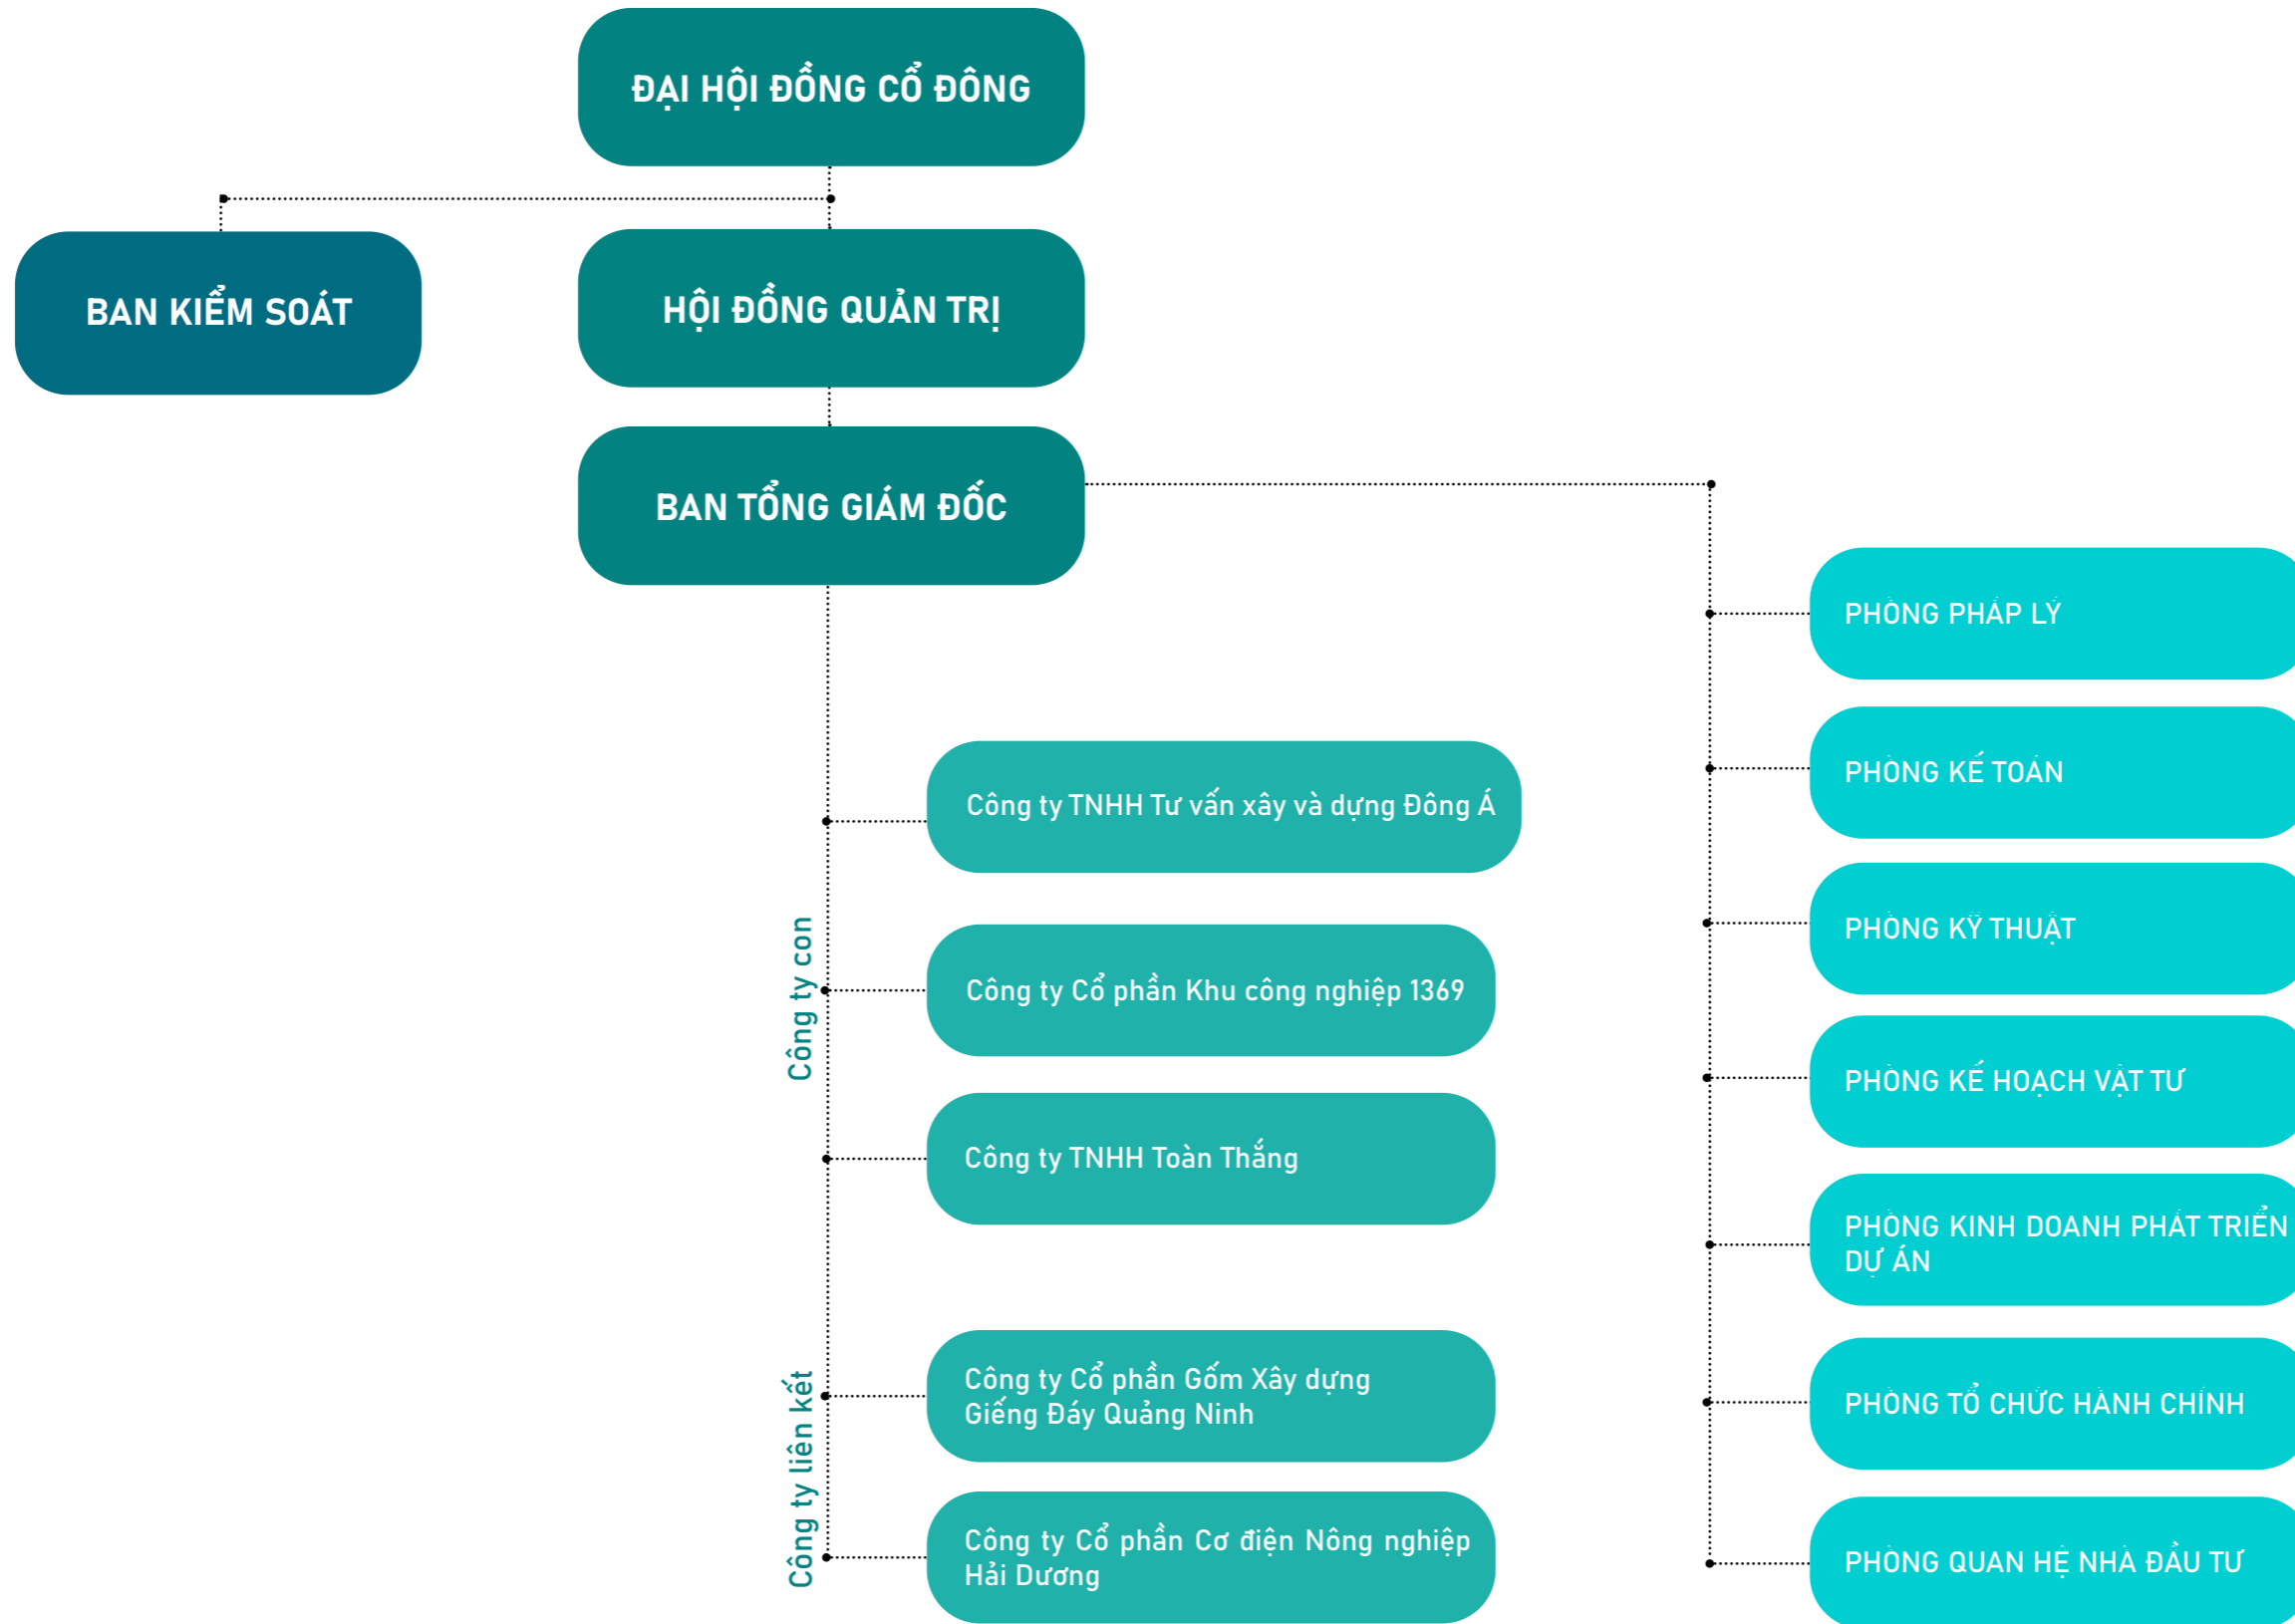 ĐẠI HỘI ĐỒNG CỔ ĐÔNG
BAN KIỂM SOÁT
HỘI ĐỒNG QUẢN TRỊ
BAN TỔNG GIÁM ĐỐC
Công ty con
Công ty TNHH Tư vấn xây và dựng Đông Á
Công ty Cổ phần Khu công nghiệp 1369
Công ty TNHH Toàn Thắng
Công ty liên kết
Công ty Cổ phần Gốm Xây dựng
Giếng Đáy Quảng Ninh
Công ty Cổ phần Cơ điện Nông nghiệp
Hải Dương
PHÒNG PHÁP LÝ
PHÒNG KẾ TOÁN
PHÒNG KỸ THUẬT
PHÒNG KẾ HOẠCH VẬT TƯ
PHÒNG KINH DOANH PHÁT TRIỂN
DỰ ÁN
PHÒNG TỔ CHỨC HÀNH CHÍNH
PHÒNG QUAN HỆ NHÀ ĐẦU TƯ